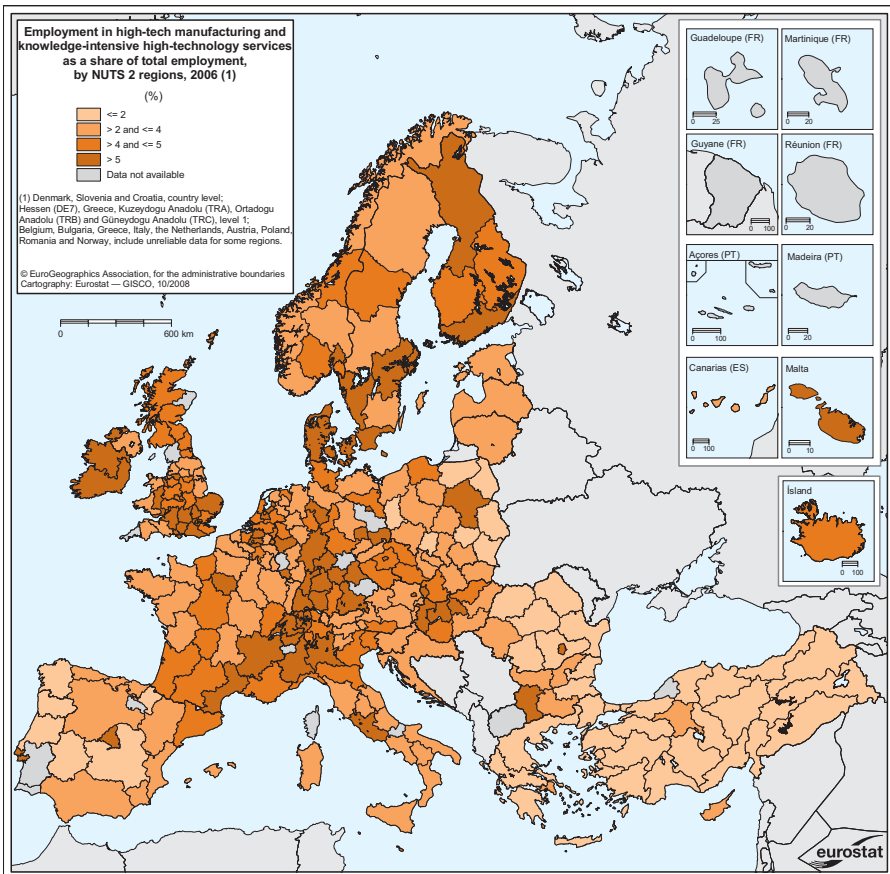 Employment in high-tech manufacturing and
knowledge-intensive high-technology services
as a share of total employment,
by NUTS 2 regions, 2006 (1)
(%)
<= 2
> 2 and <= 4
> 4 and <= 5
> 5
Data not available
(1) Denmark, Slovenia and Croatia, country level;
Hessen (DE7), Greece, Kuzeydogu Anadolu (TRA), Ortadogu
Anadolu (TRB) and Güneydogu Anadolu (TRC), level 1;
Belgium, Bulgaria, Greece, Italy, the Netherlands, Austria, Poland,
Romania and Norway, include unreliable data for some regions.
© EuroGeographics Association, for the administrative boundaries
Cartography: Eurostat — GISCO, 10/2008
0 600 km
Guadeloupe (FR)
0 25
Martinique (FR)
0 20
Guyane (FR)
0 100
Réunion (FR)
0 20
Açores (PT)
0 100
Madeira (PT)
0 20
Canarias (ES)
0 100
Malta
0 10
Ísland
0 100
eurostat